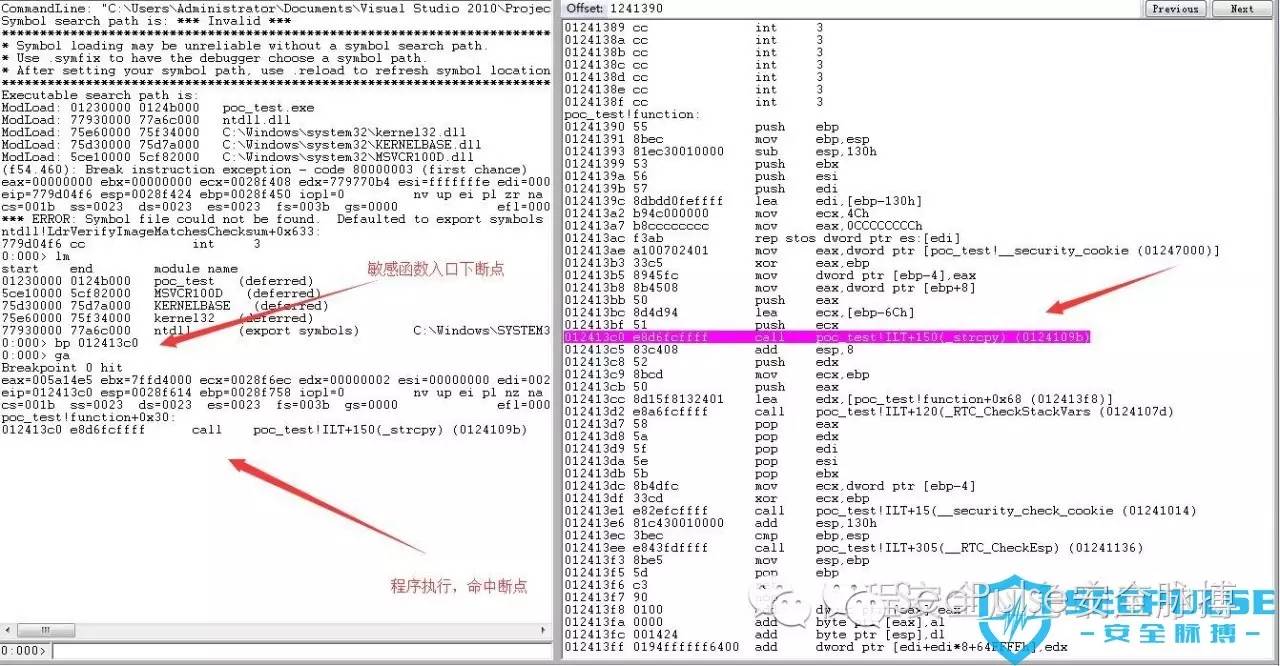 CommandLine: "C:\Users\Administrator\Documents\Visual Studio 2010\Projec
Symbol search path is: *** Invalid ***
****************************************************************************
* Symbol loading may be unreliable without a symbol search path.
* Use .symfix to have the debugger choose a symbol path.
* After setting your symbol path, use .reload to refresh symbol location
****************************************************************************
Executable search path is:
ModLoad: 01230000 0124b000   poc_test.exe
ModLoad: 77930000 77a6c000   ntdll.dll
ModLoad: 75e60000 75f34000   C:\Windows\system32\kernel32.dll
ModLoad: 75d30000 75d7a000   C:\Windows\system32\KERNELBASE.dll
ModLoad: 5ce10000 5cf82000   C:\Windows\system32\MSVCR100D.dll
(f54.460): Break instruction exception - code 80000003 (first chance)
eax=00000000 ebx=00000000 ecx=0028f408 edx=779770b4 esi=fffffffe edi=000
eip=779d04f6 esp=0028f424 ebp=0028f450 iopl=0         nv up ei pl zr na
cs=001b  ss=0023  ds=0023  es=0023  fs=003b  gs=0000             efl=000
*** ERROR: Symbol file could not be found.  Defaulted to export symbols
ntdll!LdrVerifyImageMatchesChecksum+0x633:
779d04f6 cc              int     3
0:000> lm
start    end        module name
01230000 0124b000   poc_test   (deferred)
5ce10000 5cf82000   MSVCR100D   (deferred)
75d30000 75d7a000   KERNELBASE   (deferred)
75e60000 75f34000   kernel32   (deferred)
77930000 77a6c000   ntdll      (export symbols)       C:\Windows\SYSTEM3
0:000> bp 012413c0
0:000> ga
Breakpoint 0 hit
eax=005a14e5 ebx=7ffd4000 ecx=0028f6ec edx=00000002 esi=00000000 edi=002
eip=012413c0 esp=0028f614 ebp=0028f758 iopl=0         nv up ei pl nz na
cs=001b  ss=0023  ds=0023  es=0023  fs=003b  gs=0000             efl=000
poc_test!function+0x30:
012413c0 e8d6fcffff      call    poc_test!ILT+150(_strcpy) (0124109b)
敏感函数入口下断点
程序执行，命中断点
0:000>
Offset: 1241390
Previous
Next
01241389 cc              int     3
0124138a cc              int     3
0124138b cc              int     3
0124138c cc              int     3
0124138d cc              int     3
0124138e cc              int     3
0124138f cc              int     3
poc_test!function:
01241390 55              push    ebp
01241391 8bec            mov     ebp,esp
01241393 81ec30010000    sub     esp,130h
01241399 53              push    ebx
0124139a 56              push    esi
0124139b 57              push    edi
0124139c 8dbdd0feffff    lea     edi,[ebp-130h]
012413a2 b94c000000      mov     ecx,4Ch
012413a7 b8cccccccc      mov     eax,0CCCCCCCCh
012413ac f3ab            rep stos dword ptr es:[edi]
012413ae a100702401      mov     eax,dword ptr [poc_test!__security_cookie (01247000)]
012413b3 33c5            xor     eax,ebp
012413b5 8945fc          mov     dword ptr [ebp-4],eax
012413b8 8b4508          mov     eax,dword ptr [ebp+8]
012413bb 50              push    eax
012413bc 8d4d94          lea     ecx,[ebp-6Ch]
012413bf 51              push    ecx
012413c0 e8d6fcffff      call    poc_test!ILT+150(_strcpy) (0124109b)
012413c5 83c408          add     esp,8
012413c8 52              push    edx
012413c9 8bcd            mov     ecx,ebp
012413cb 50              push    eax
012413cc 8d15f8132401    lea     edx,[poc_test!function+0x68 (012413f8)]
012413d2 e8a6fcffff      call    poc_test!ILT+120(_RTC_CheckStackVars (0124107d)
012413d7 58              pop     eax
012413d8 5a              pop     edx
012413d9 5f              pop     edi
012413da 5e              pop     esi
012413db 5b              pop     ebx
012413dc 8b4dfc          mov     ecx,dword ptr [ebp-4]
012413df 33cd            xor     ecx,ebp
012413e1 e82efcffff      call    poc_test!ILT+15(__security_check_cookie (01241014)
012413e6 81c430010000    add     esp,130h
012413ec 3bec            cmp     ebp,esp
012413ee e843fdffff      call    poc_test!ILT+305(__RTC_CheckEsp) (01241136)
012413f3 8be5            mov     esp,ebp
012413f5 5d              pop     ebp
012413f6 c3
012413f7 90
012413f8 0100            add     dword ptr [eax],eax
012413fa 0000            add     byte ptr [eax],al
012413fc 001424          add     byte ptr [esp],dl
012413ff 0194ffffff6400  add     dword ptr [edi+edi*8+64FFFFh],edx
SecPulse安全脉搏
SECPULSE
-安全脉搏-